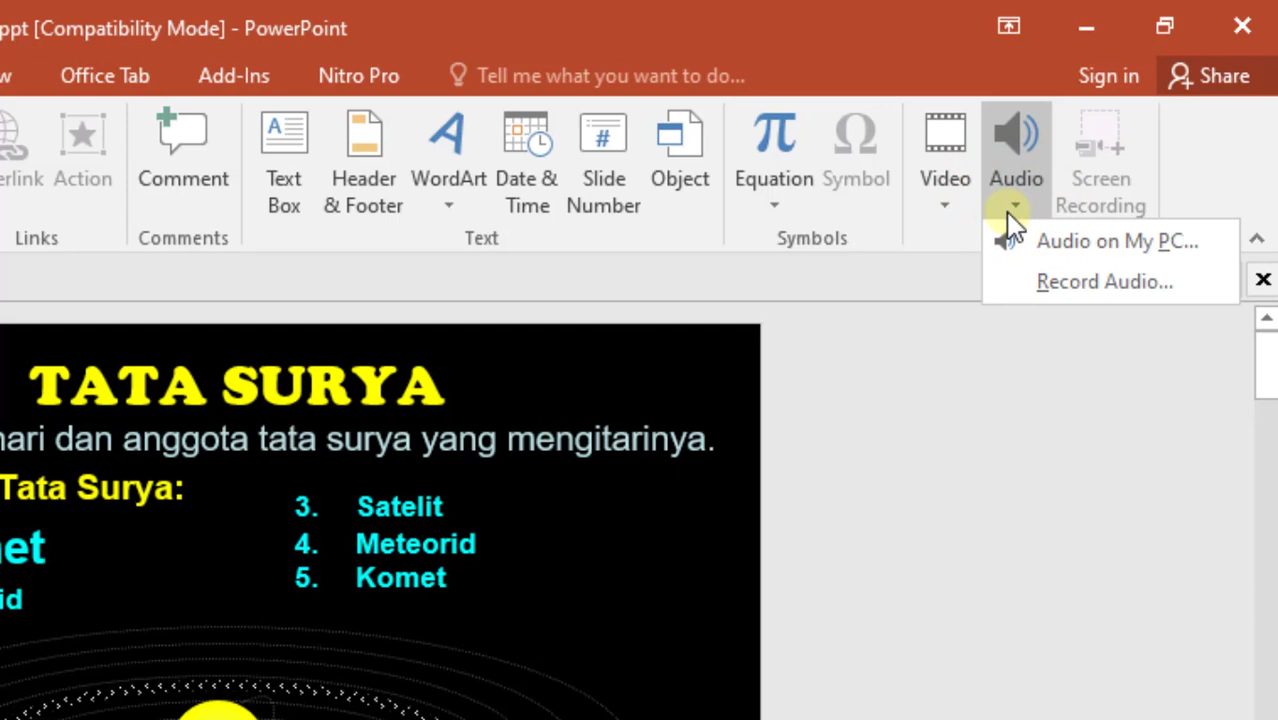 ppt [Compatibility Mode] - PowerPoint
Office Tab Add-Ins Nitro Pro Tell me what you want to do... Sign in Share
erlink Action Comment Text Box Header & Footer WordArt Date & Time Slide Number Object Equation Symbol Video Audio Screen Recording
Links Comments Text Symbols
Audio on My PC...
Record Audio...
TATA SURYA
hari dan anggota tata surya yang mengitarinya.
Tata Surya:
3. Satelit
4. Meteorid
5. Komet
net
id